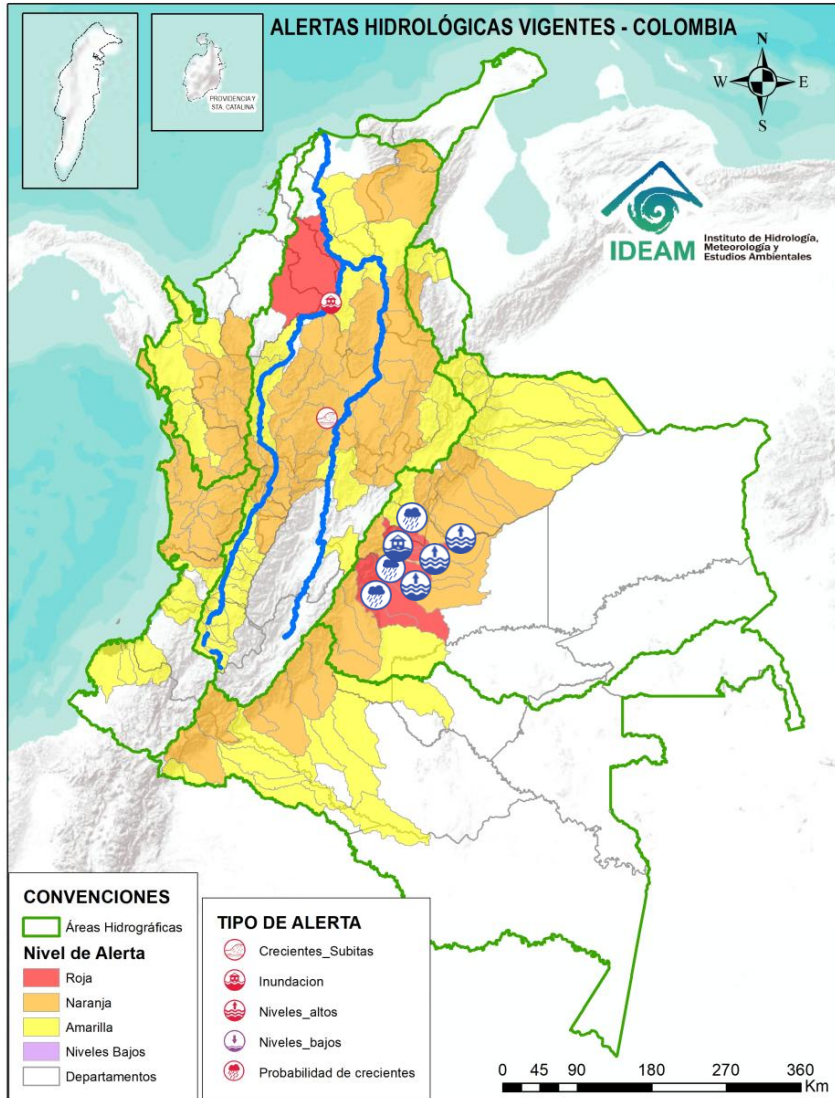 ALERTAS HIDROLÓGICAS VIGENTES - COLOMBIA
PROVIDENCIA Y
STA. CATALINA
N
W
E
S
IDEAM
Instituto de Hidrología,
Meteorología y
Estudios Ambientales
CONVENCIONES
Áreas Hidrográficas
Nivel de Alerta
Roja
Naranja
Amarilla
Niveles Bajos
Departamentos
TIPO DE ALERTA
Crecientes_Subitas
Inundacion
Niveles_altos
Niveles_bajos
Probabilidad de crecientes
0 45 90 180 270 360
Km